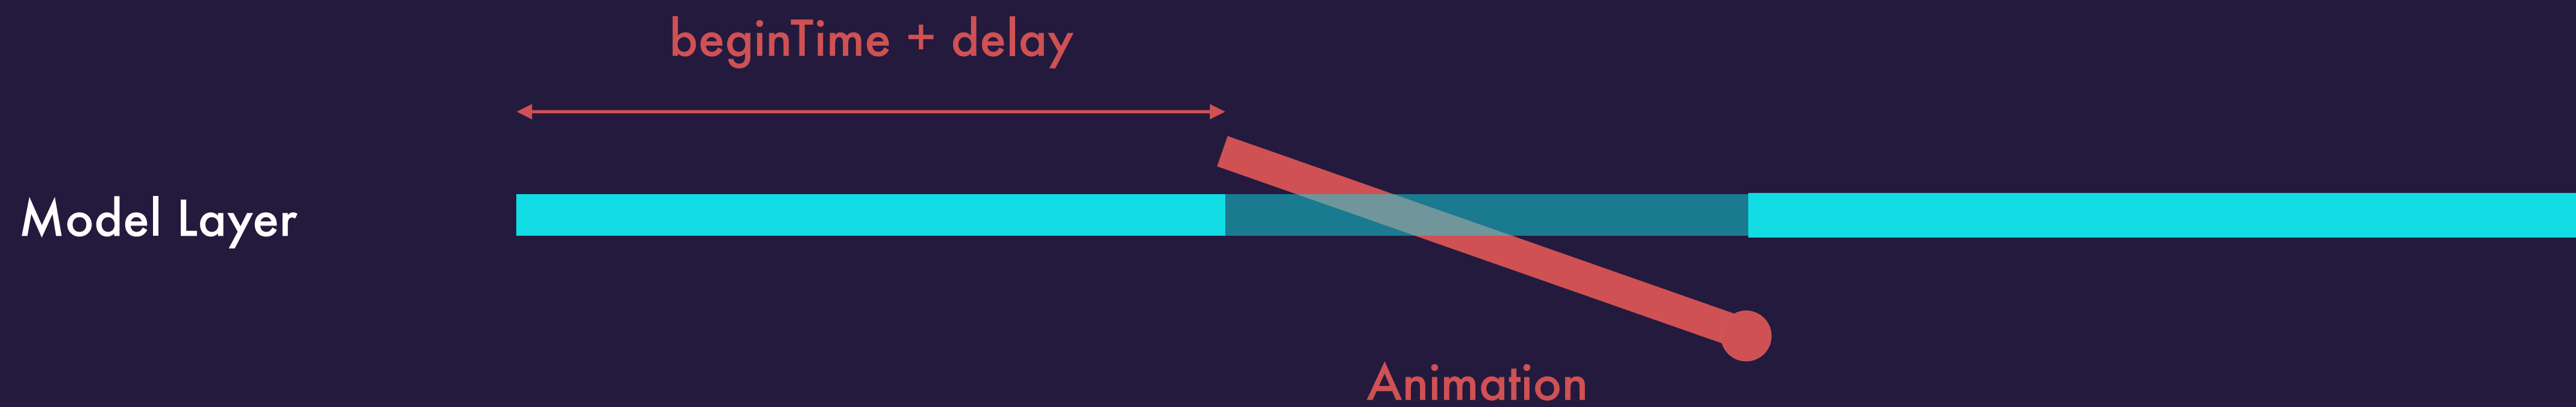 beginTime + delay
Model Layer
Animation